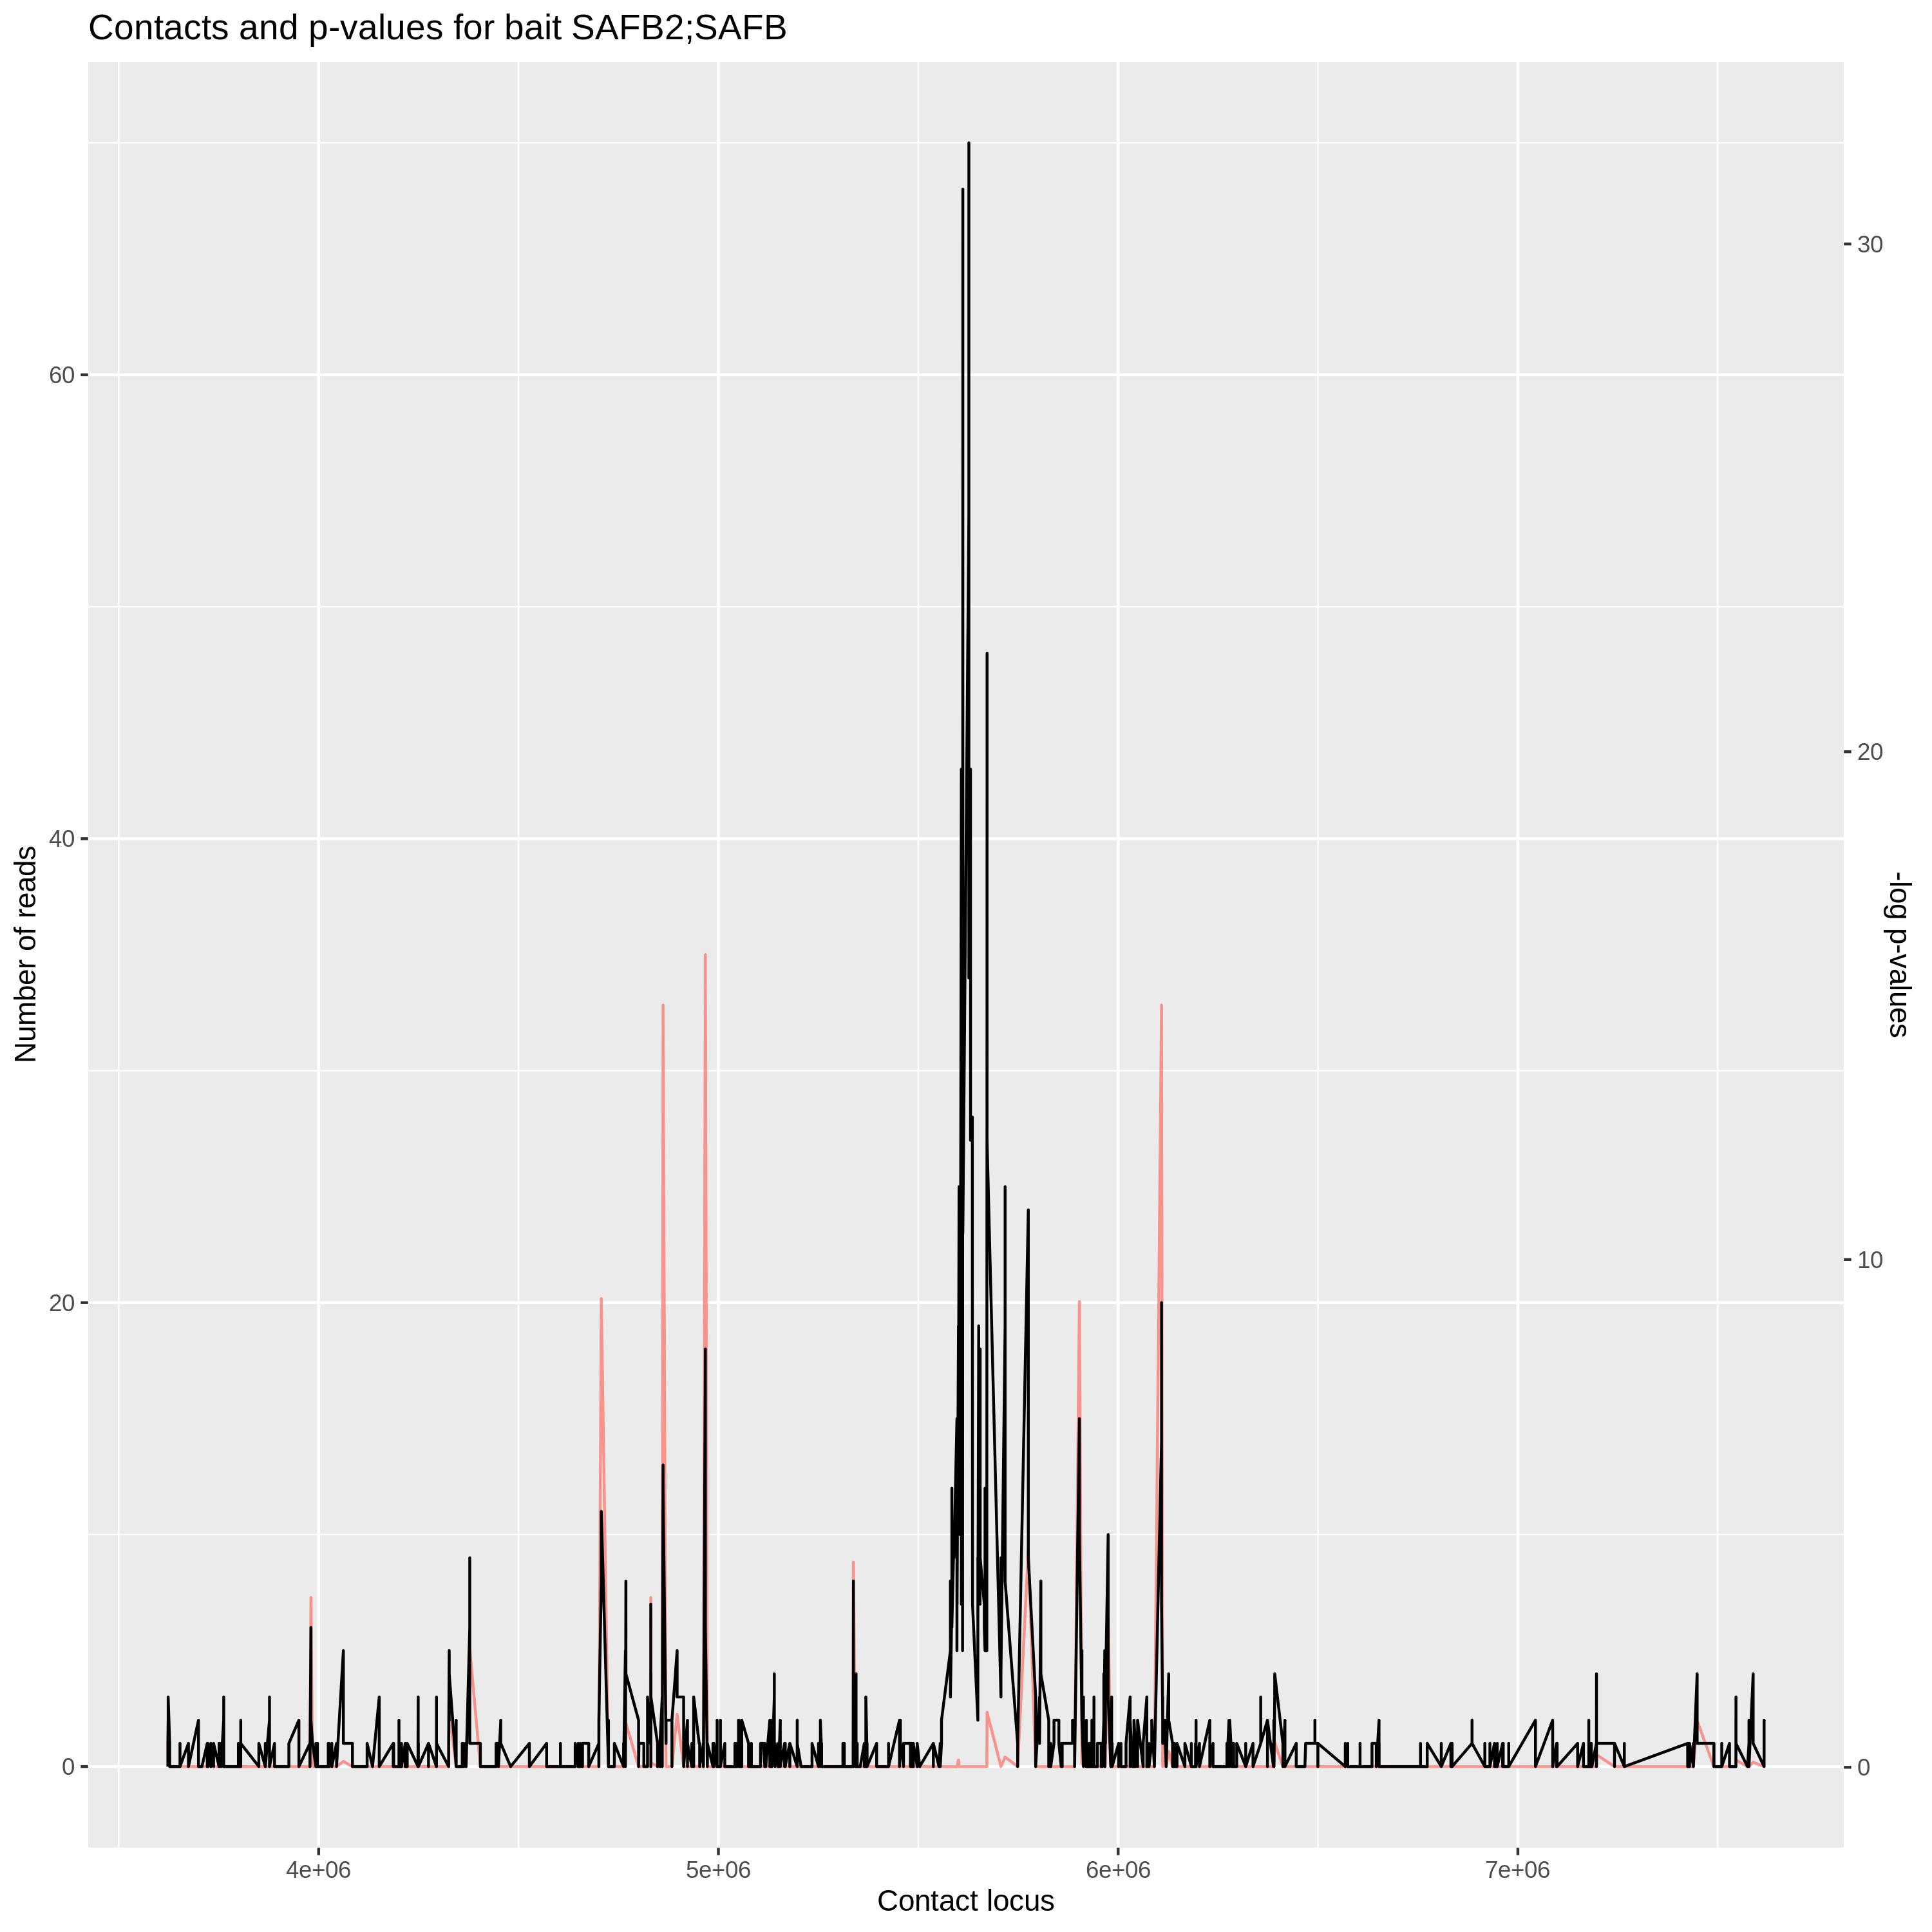 Contacts and p-values for bait SAFB2;SAFB
Number of reads
60
40
20
0
30
20
10
0
-log p-values
4e+06 5e+06 6e+06 7e+06
Contact locus